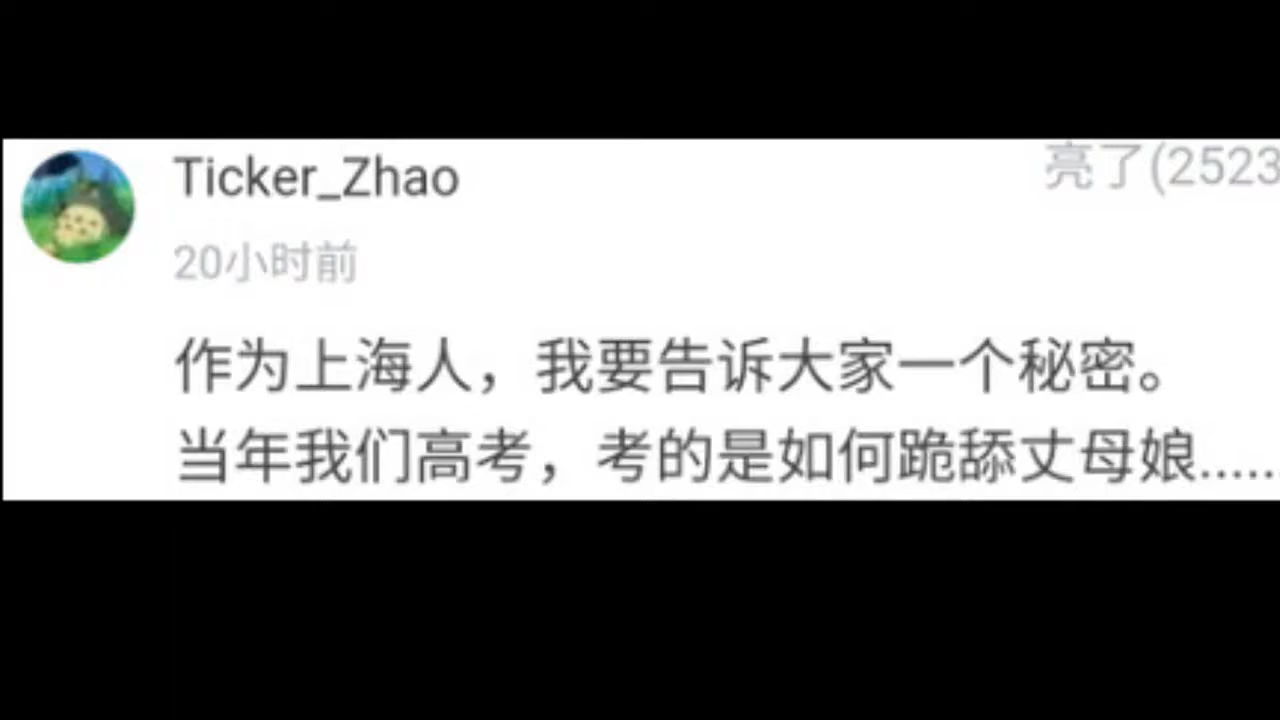 Ticker_Zhao
亮了(2523
20小时前
作为上海人，我要告诉大家一个秘密。
当年我们高考，考的是如何跪舔丈母娘......